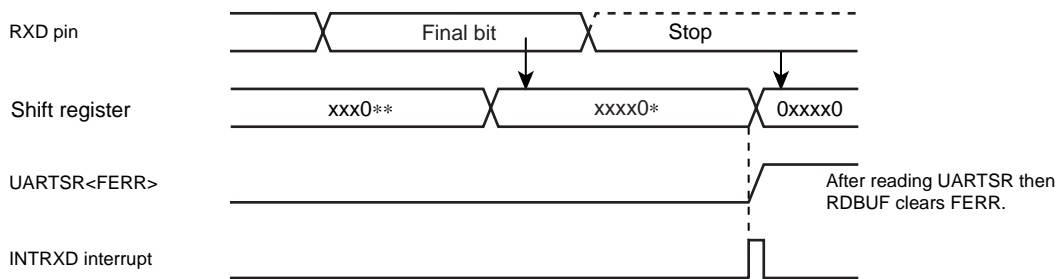 RXD pin
Final bit
Stop
Shift register
xxx0**
xxxx0*
0xxxx0
UARTSR<FERR>
After reading UARTSR then
RDBUF clears FERR.
INTRXD interrupt